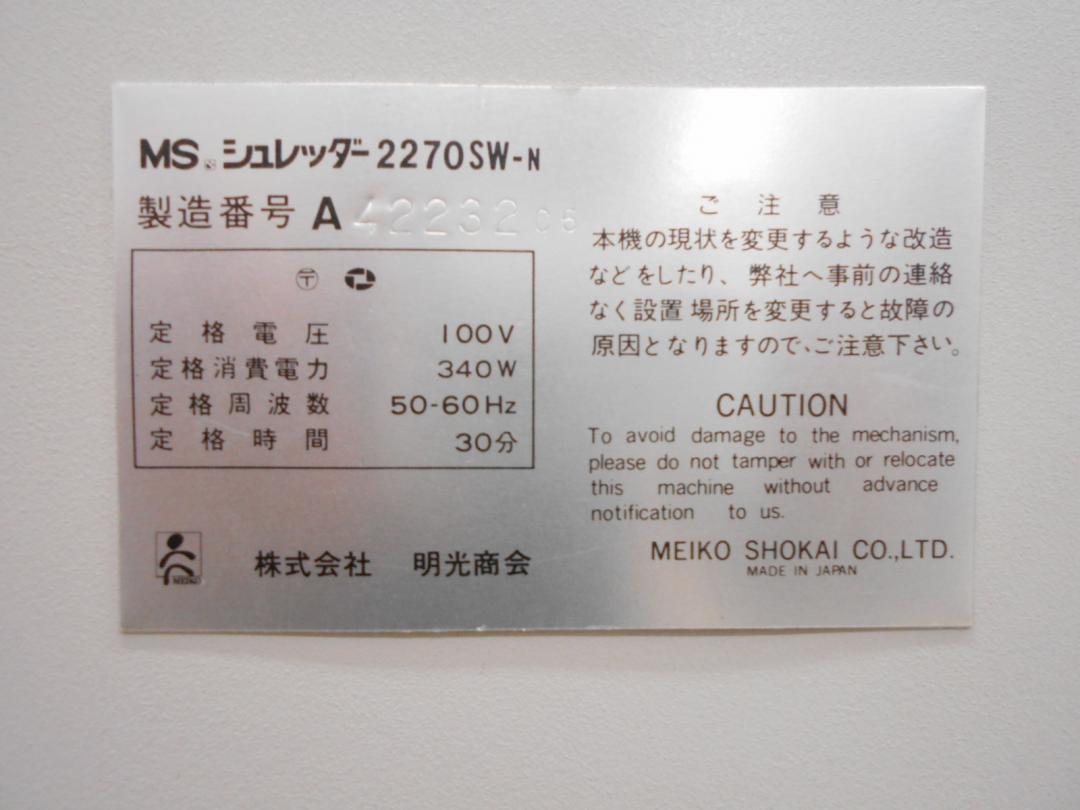 MS シュレッダー 2270SW-N
製造番号 A 42232 06
〒
定格電圧 100V
定格消費電力 340W
定格周波数 50-60Hz
定格時間 30分
MEIKO
株式会社 明光商会
ご注意
本機の現状を変更するような改造
などをしたり、弊社へ事前の連絡
なく設置場所を変更すると故障の
原因となりますので、ご注意下さい。
CAUTION
To avoid damage to the mechanism,
please do not tamper with or relocate
this machine without advance
notification to us.
MEIKO SHOKAI CO.,LTD.
MADE IN JAPAN